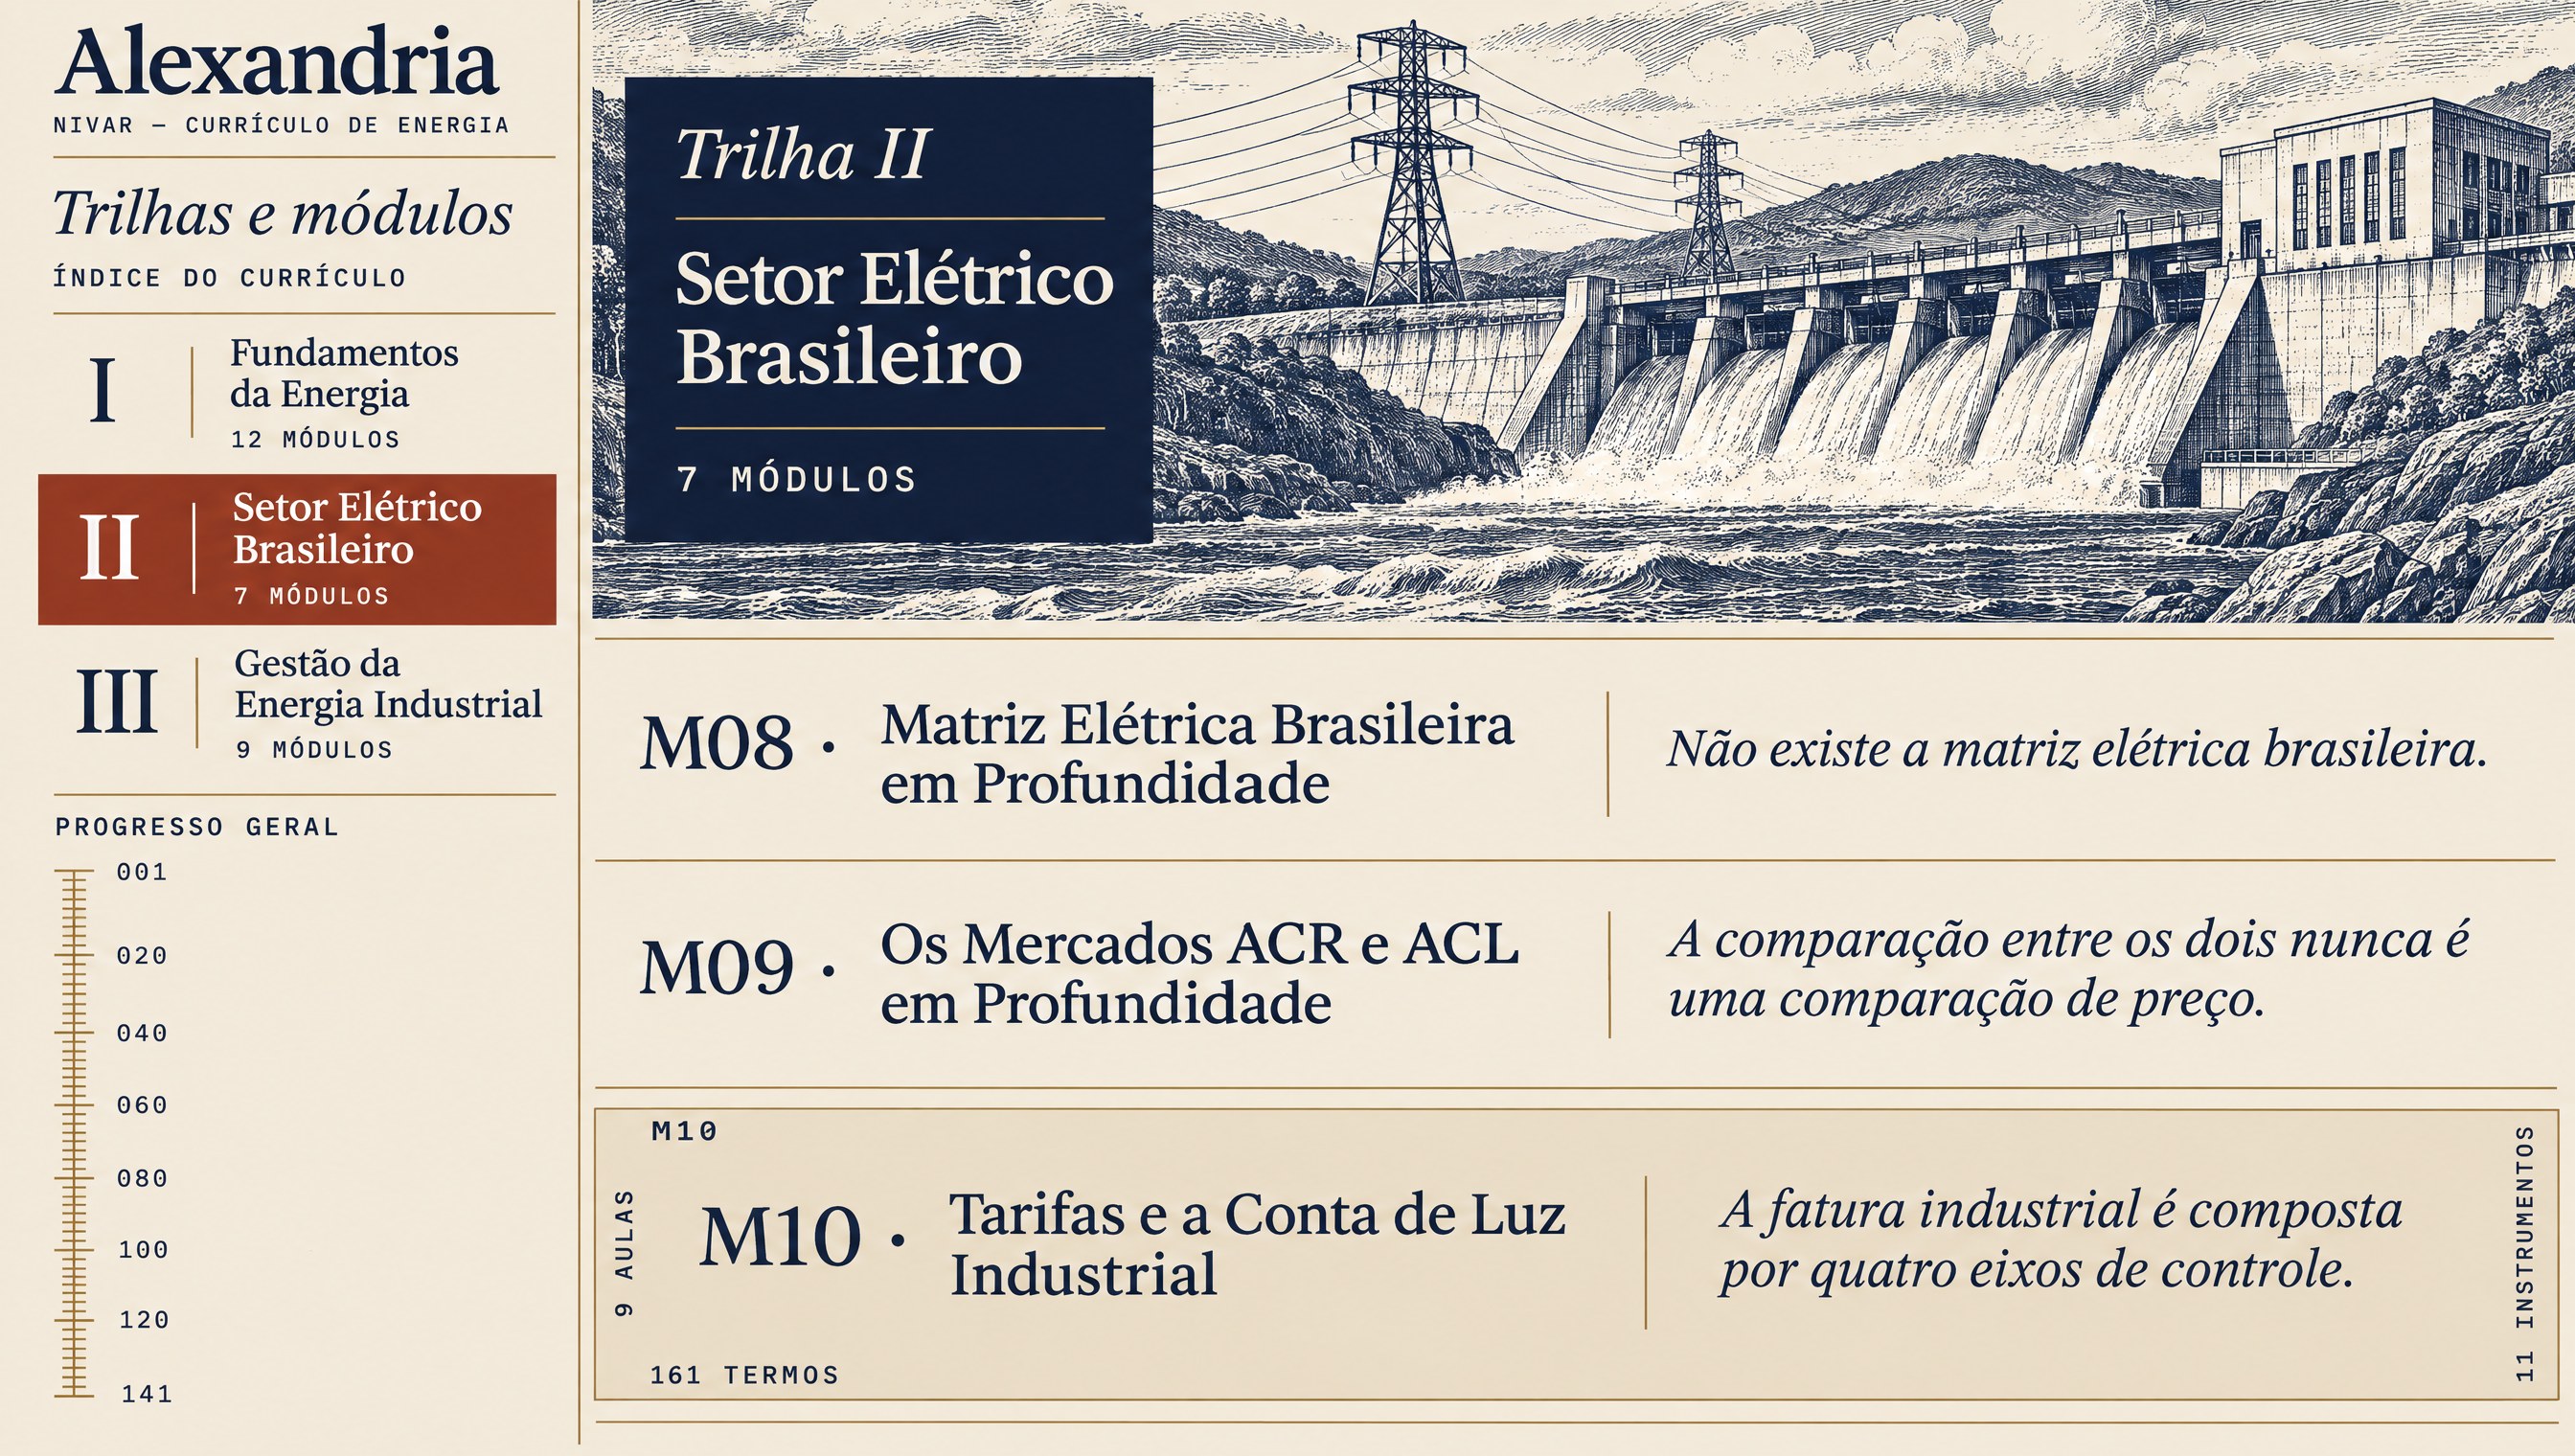 Alexandria
NIVAR – CURRÍCULO DE ENERGIA
Trilhas e módulos
ÍNDICE DO CURRÍCULO
I
Fundamentos
da Energia
12 MÓDULOS
II
Setor Elétrico
Brasileiro
7 MÓDULOS
III
Gestão da
Energia Industrial
9 MÓDULOS
PROGRESSO GERAL
001
020
040
060
080
100
120
141
Trilha II
Setor Elétrico
Brasileiro
7 MÓDULOS
M08 ·
Matriz Elétrica Brasileira
em Profundidade
Não existe a matriz elétrica brasileira.
M09 ·
Os Mercados ACR e ACL
em Profundidade
A comparação entre os dois nunca é
uma comparação de preço.
M10
9 AULAS
M10 ·
Tarifas e a Conta de Luz
Industrial
A fatura industrial é composta
por quatro eixos de controle.
11 INSTRUMENTOS
161 TERMOS